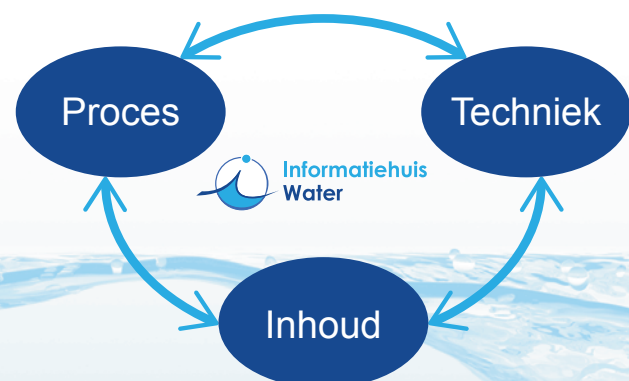 Proces
Techniek
Informatiehuis
Water
Inhoud